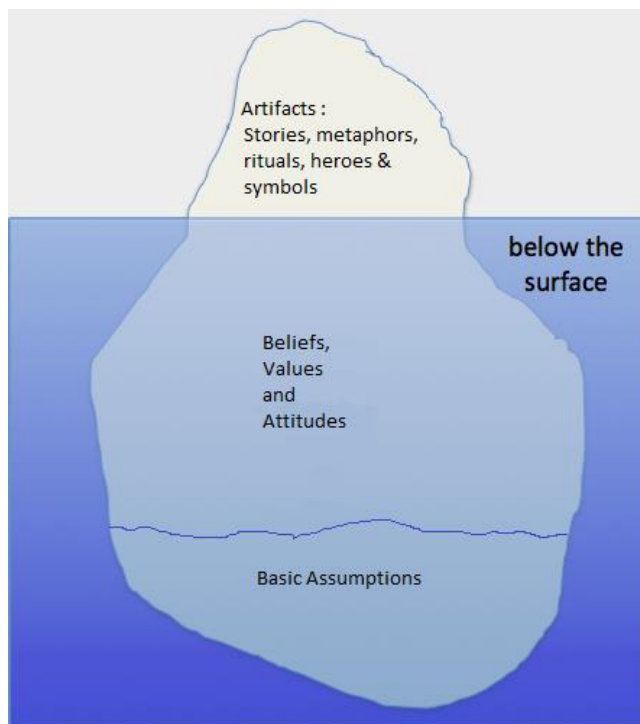 Artifacts :
Stories, metaphors,
rituals, heroes &
symbols
below the
surface
Beliefs,
Values
and
Attitudes
Basic Assumptions